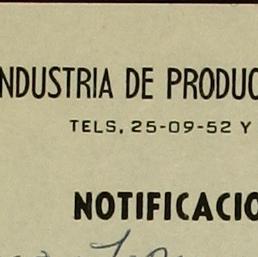 NDUSTRIA DE PRODUC
TELS, 25-09-52 Y
NOTIFICACIO